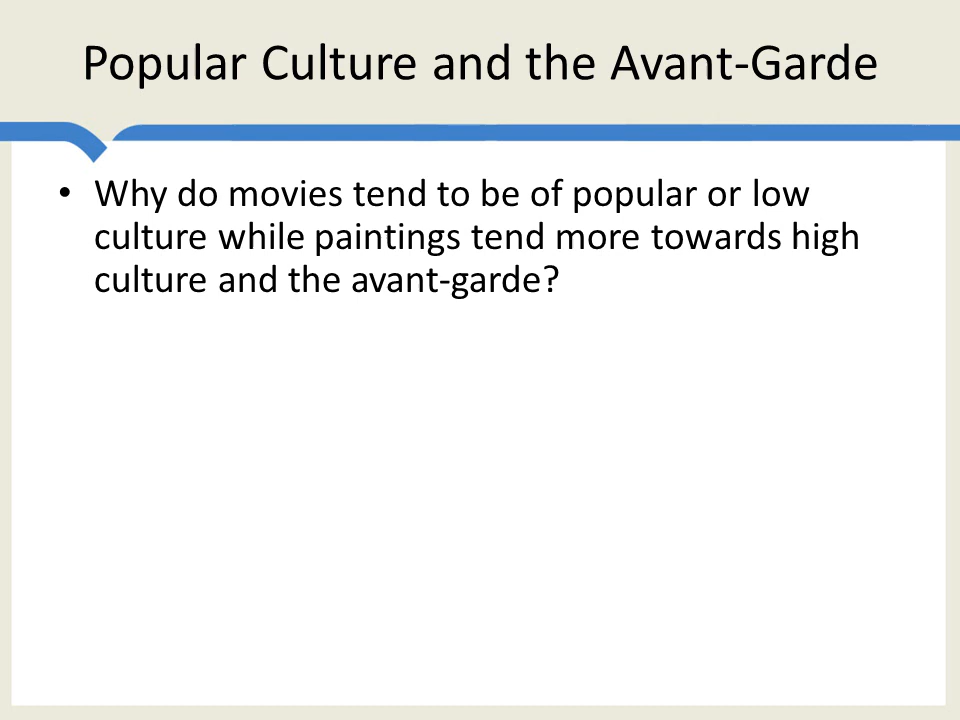 Popular Culture and the Avant-Garde
• Why do movies tend to be of popular or low
culture while paintings tend more towards high
culture and the avant-garde?